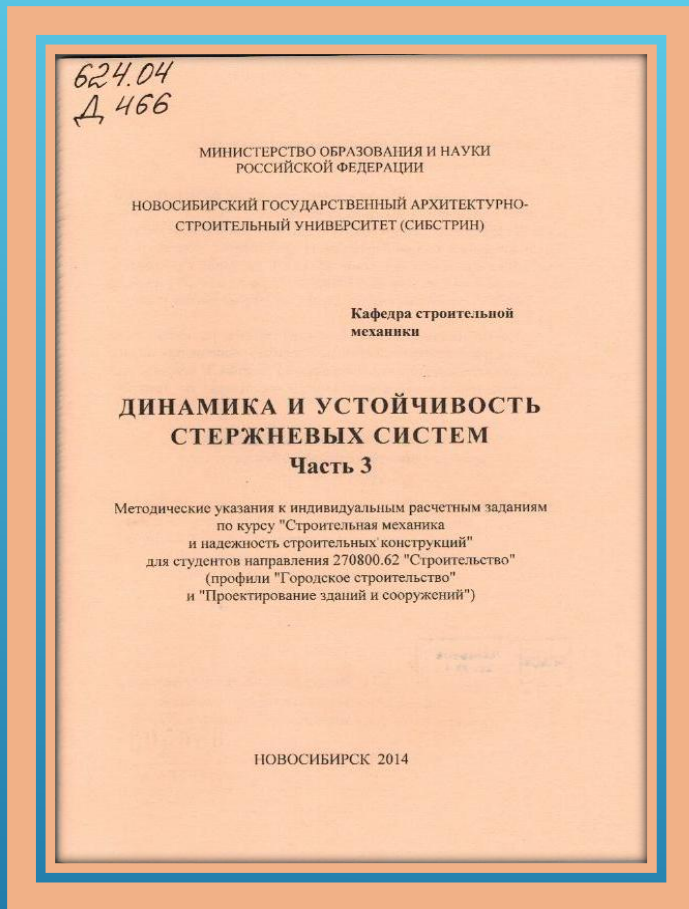 624.04
Д 466
МИНИСТЕРСТВО ОБРАЗОВАНИЯ И НАУКИ
РОССИЙСКОЙ ФЕДЕРАЦИИ
НОВОСИБИРСКИЙ ГОСУДАРСТВЕННЫЙ АРХИТЕКТУРНО-
СТРОИТЕЛЬНЫЙ УНИВЕРСИТЕТ (СИБСТРИН)
Кафедра строительной
механики
ДИНАМИКА И УСТОЙЧИВОСТЬ
СТЕРЖНЕВЫХ СИСТЕМ
Часть 3
Методические указания к индивидуальным расчетным заданиям
по курсу "Строительная механика
и надежность строительных конструкций"
для студентов направления 270800.62 "Строительство"
(профили "Городское строительство"
и "Проектирование зданий и сооружений")
НОВОСИБИРСК 2014